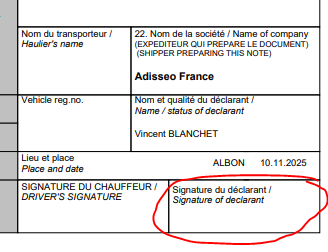 Nom du transporteur /
Haulier's name
22. Nom de la société / Name of company
(EXPEDITEUR QUI PREPARE LE DOCUMENT)
(SHIPPER PREPARING THIS NOTE)
Adisseo France
Vehicle reg.no.
Nom et qualité du déclarant /
Name / status of declarant
Vincent BLANCHET
Lieu et place
Place and date
ALBON 10.11.2025
SIGNATURE DU CHAUFFEUR /
DRIVER'S SIGNATURE
Signature du déclarant /
Signature of declarant